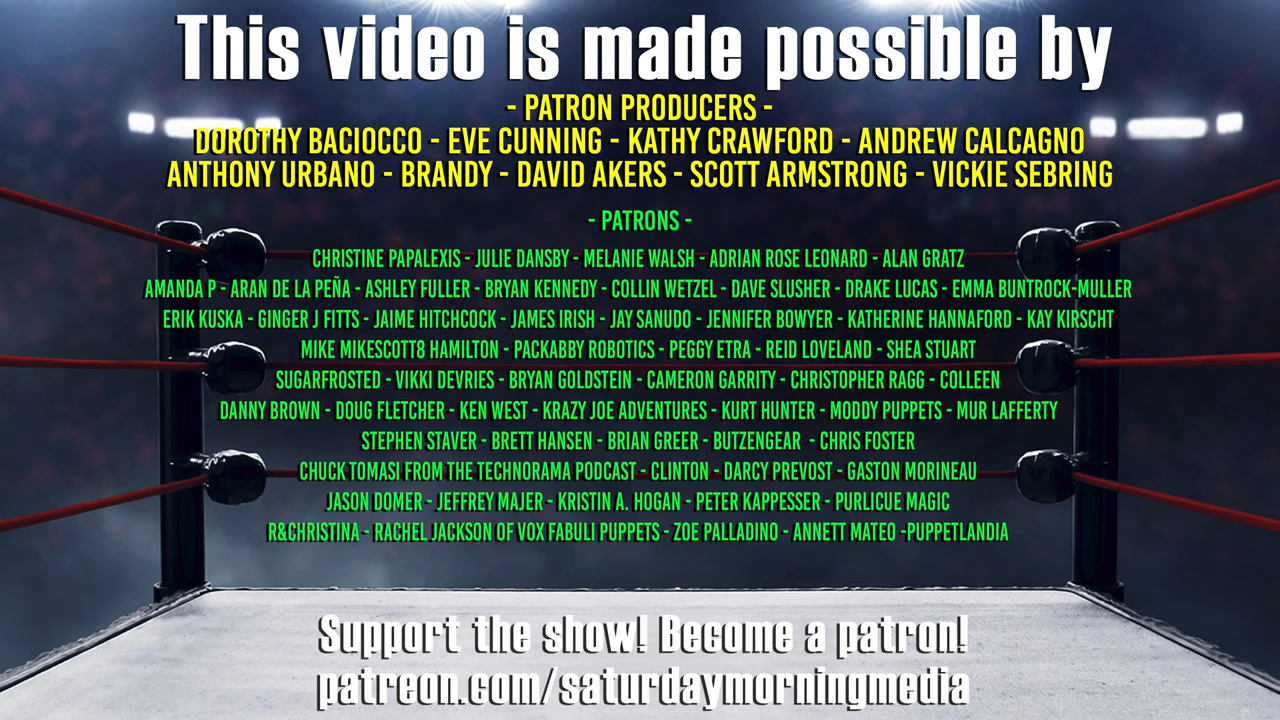 This video is made possible by
- PATRON PRODUCERS -
DOROTHY BACIOCCO - EVE CUNNING - KATHY CRAWFORD - ANDREW CALCAGNO
ANTHONY URBANO - BRANDY - DAVID AKERS - SCOTT ARMSTRONG - VICKIE SEBRING
- PATRONS -
CHRISTINE PAPALEXIS - JULIE DANSBY - MELANIE WALSH - ADRIAN ROSE LEONARD - ALAN GRATZ
AMANDA P - ARAN DE LA PEÑA - ASHLEY FULLER - BRYAN KENNEDY - COLLIN WETZEL - DAVE SLUSHER - DRAKE LUCAS - EMMA BUNTROCK-MULLER
ERIK KUSKA - GINGER J FITTS - JAIME HITCHCOCK - JAMES IRISH - JAY SANUDO - JENNIFER BOWYER - KATHERINE HANNAFORD - KAY KIRSCHT
MIKE MIKESCOTT8 HAMILTON - PACKABBY ROBOTICS - PEGGY ETRA - REID LOVELAND - SHEA STUART
SUGARFROSTED - VIKKI DEVRIES - BRYAN GOLDSTEIN - CAMERON GARRITY - CHRISTOPHER RAGG - COLLEEN
DANNY BROWN - DOUG FLETCHER - KEN WEST - KRAZY JOE ADVENTURES - KURT HUNTER - MODDY PUPPETS - MUR LAFFERTY
STEPHEN STAVER - BRETT HANSEN - BRIAN GREER - BUTZENGEAR - CHRIS FOSTER
CHUCK TOMASI FROM THE TECHNORAMA PODCAST - CLINTON - DARCY PREVOST - GASTON MORINEAU
JASON DOMER - JEFFREY MAJER - KRISTIN A. HOGAN - PETER KAPPESSER - PURLICUE MAGIC
R&CHRISTINA - RACHEL JACKSON OF VOX FABULI PUPPETS - ZOE PALLADINO - ANNETT MATEO -PUPPETLANDIA
Support the show! Become a patron!
patreon.com/saturdaymorningmedia